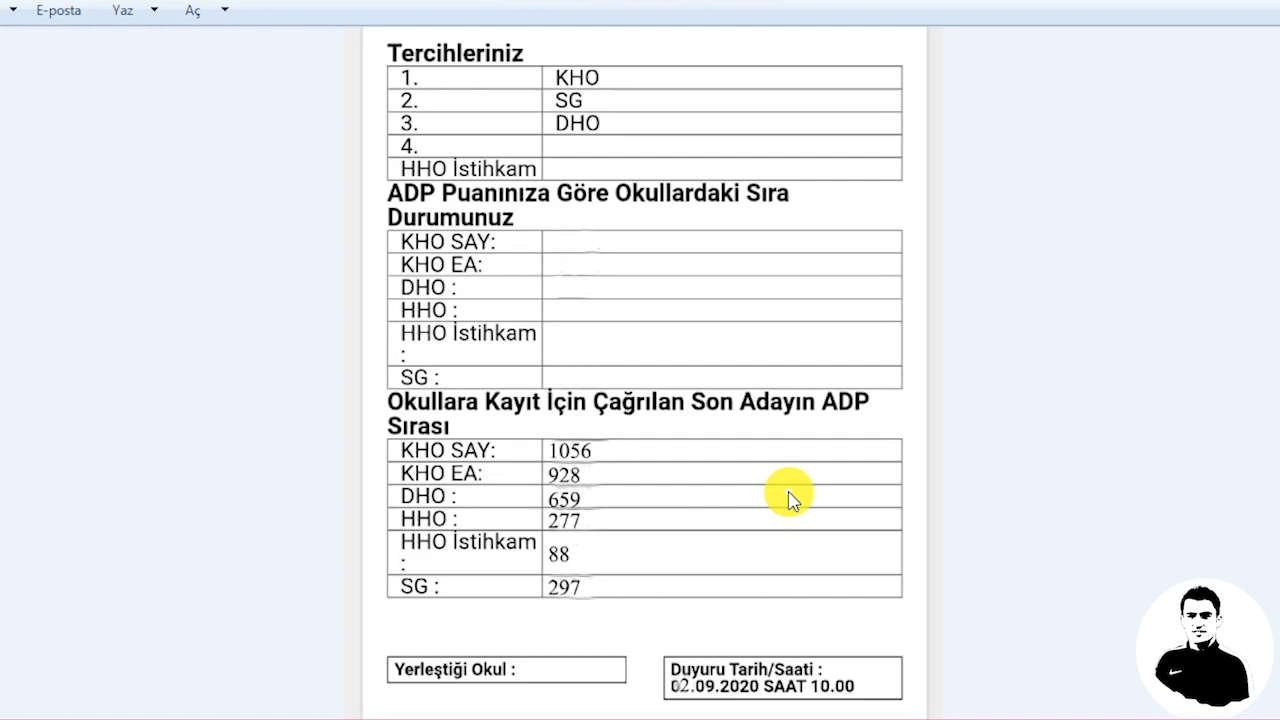 E-posta Yaz Aç
Tercihleriniz
1. KHO
2. SG
3. DHO
4.
HHO İstihkam
ADP Puanınıza Göre Okullardaki Sıra
Durumunuz
KHO SAY:
KHO EA:
DHO :
HHO :
HHO İstihkam
:
SG :
Okullara Kayıt İçin Çağrılan Son Adayın ADP
Sırası
KHO SAY: 1056
KHO EA: 928
DHO : 659
HHO : 277
HHO İstihkam
: 88
SG : 297
Yerleştiği Okul :
Duyuru Tarih/Saati :
02.09.2020 SAAT 10.00